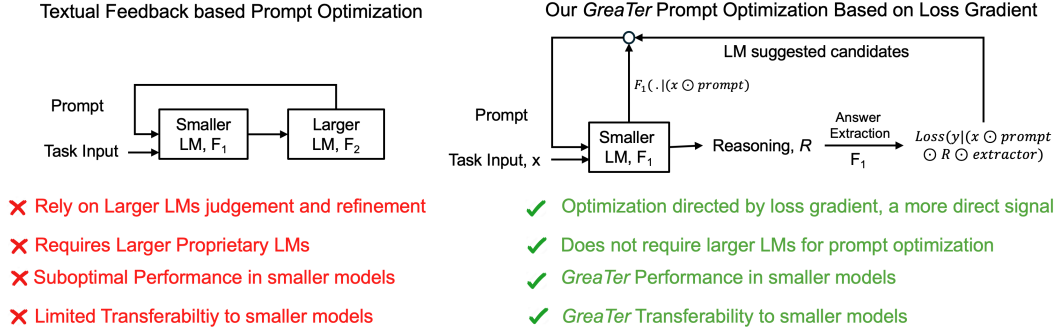 Textual Feedback based Prompt Optimization
Prompt
Task Input
Smaller
LM, F₁
Larger
LM, F₂
❌ Rely on Larger LMs judgement and refinement
❌ Requires Larger Proprietary LMs
❌ Suboptimal Performance in smaller models
❌ Limited Transferabiltiy to smaller models
Our GreaTer Prompt Optimization Based on Loss Gradient
LM suggested candidates
F₁(.|(x ⊙ prompt)
Prompt
Task Input, x
Smaller
LM, F₁
Reasoning, R
Answer
Extraction
F₁
Loss(y|(x ⊙ prompt
⊙ R ⊙ extractor)
✓ Optimization directed by loss gradient, a more direct signal
✓ Does not require larger LMs for prompt optimization
✓ GreaTer Performance in smaller models
✓ GreaTer Transferability to smaller models